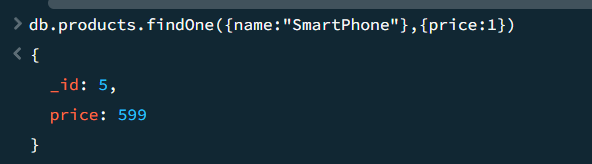 > db.products.findOne({name:"SmartPhone"},{price:1})
< {
_id: 5,
price: 599
}